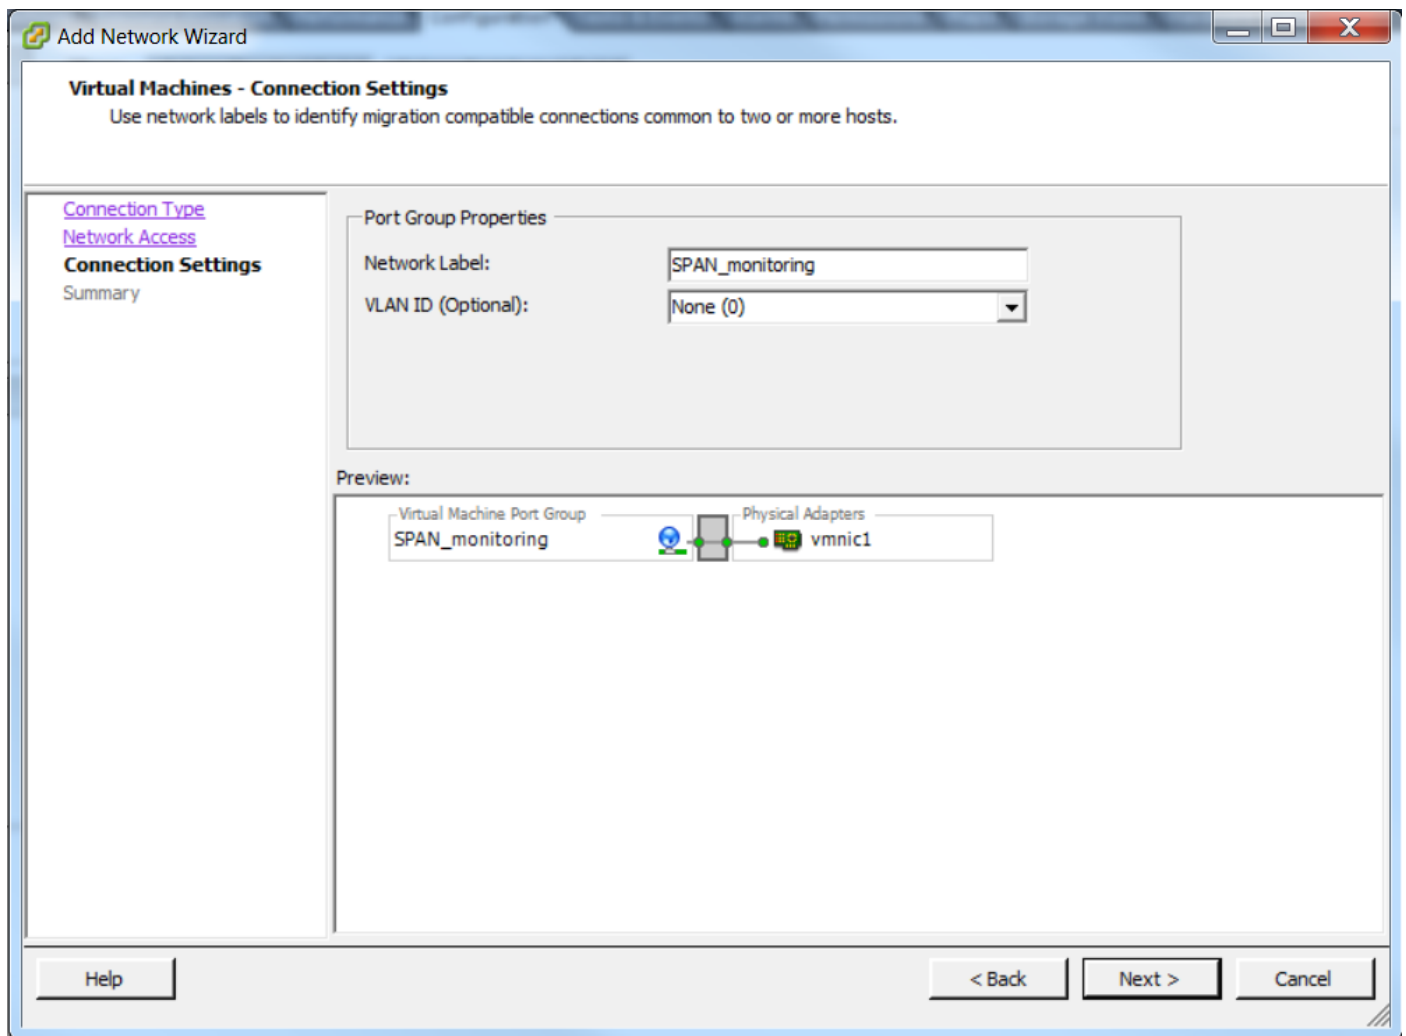 Configuration
Add Network Wizard
Virtual Machines - Connection Settings
Use network labels to identify migration compatible connections common to two or more hosts.
Connection Type
Network Access
Connection Settings
Summary
Port Group Properties
Network Label:
SPAN_monitoring
VLAN ID (Optional):
None (0)
Preview:
Virtual Machine Port Group
SPAN_monitoring
Physical Adapters
vmnic1
Help
< Back
Next >
Cancel